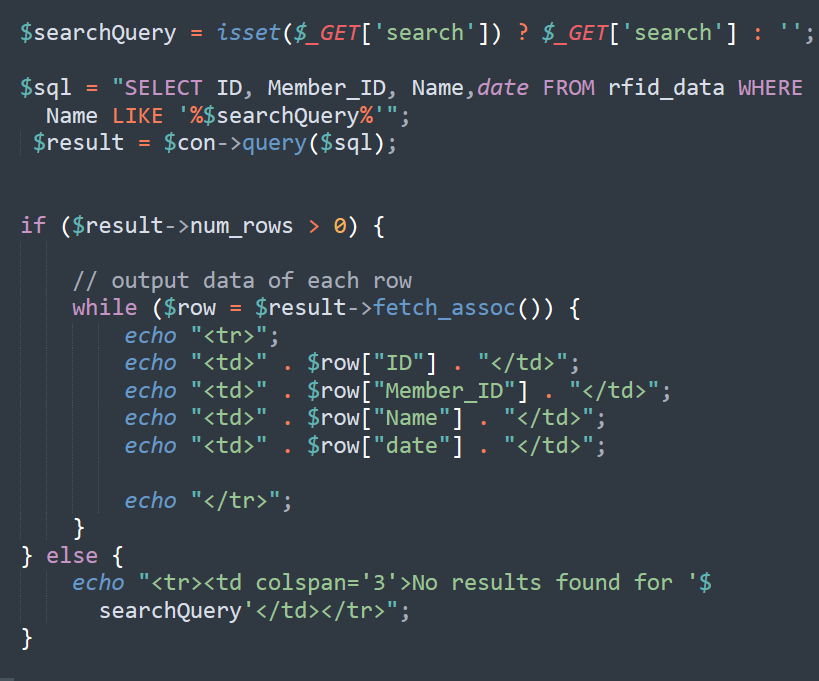 $searchQuery = isset($_GET['search']) ? $_GET['search'] : '';
$sql = "SELECT ID, Member_ID, Name,date FROM rfid_data WHERE
Name LIKE '%$searchQuery%'";
$result = $con->query($sql);
if ($result->num_rows > 0) {
// output data of each row
while ($row = $result->fetch_assoc()) {
echo "<tr>";
echo "<td>" . $row["ID"] . "</td>";
echo "<td>" . $row["Member_ID"] . "</td>";
echo "<td>" . $row["Name"] . "</td>";
echo "<td>" . $row["date"] . "</td>";
echo "</tr>";
}
} else {
echo "<tr><td colspan='3'>No results found for '$
searchQuery'</td></tr>";
}